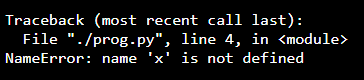 Traceback (most recent call last):
  File "./prog.py", line 4, in <module>
NameError: name 'x' is not defined